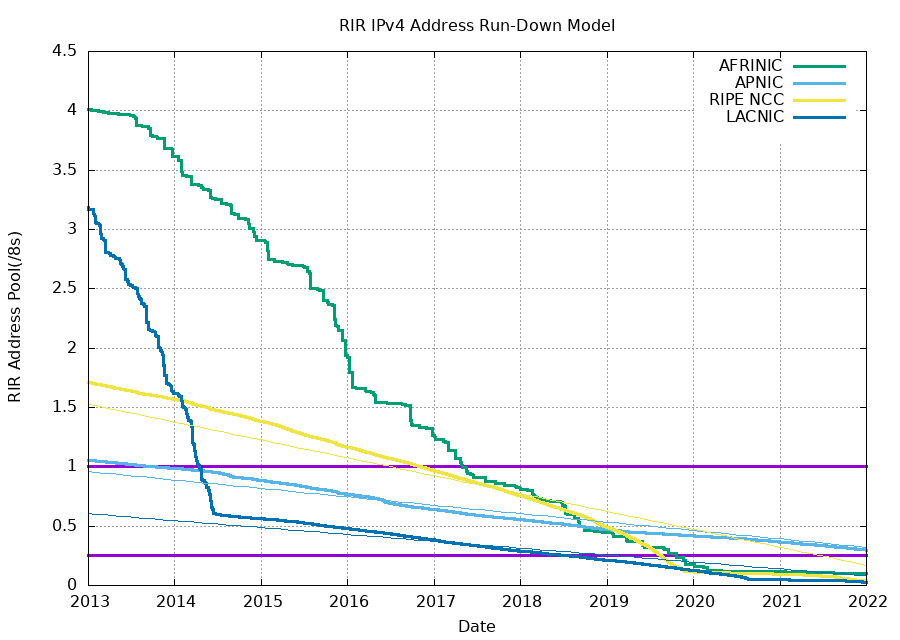 RIR IPv4 Address Run-Down Model
AFRINIC
APNIC
RIPE NCC
LACNIC
4.5
4
3.5
3
2.5
2
1.5
1
0.5
0
RIR Address Pool(/8s)
2013 2014 2015 2016 2017 2018 2019 2020 2021 2022
Date